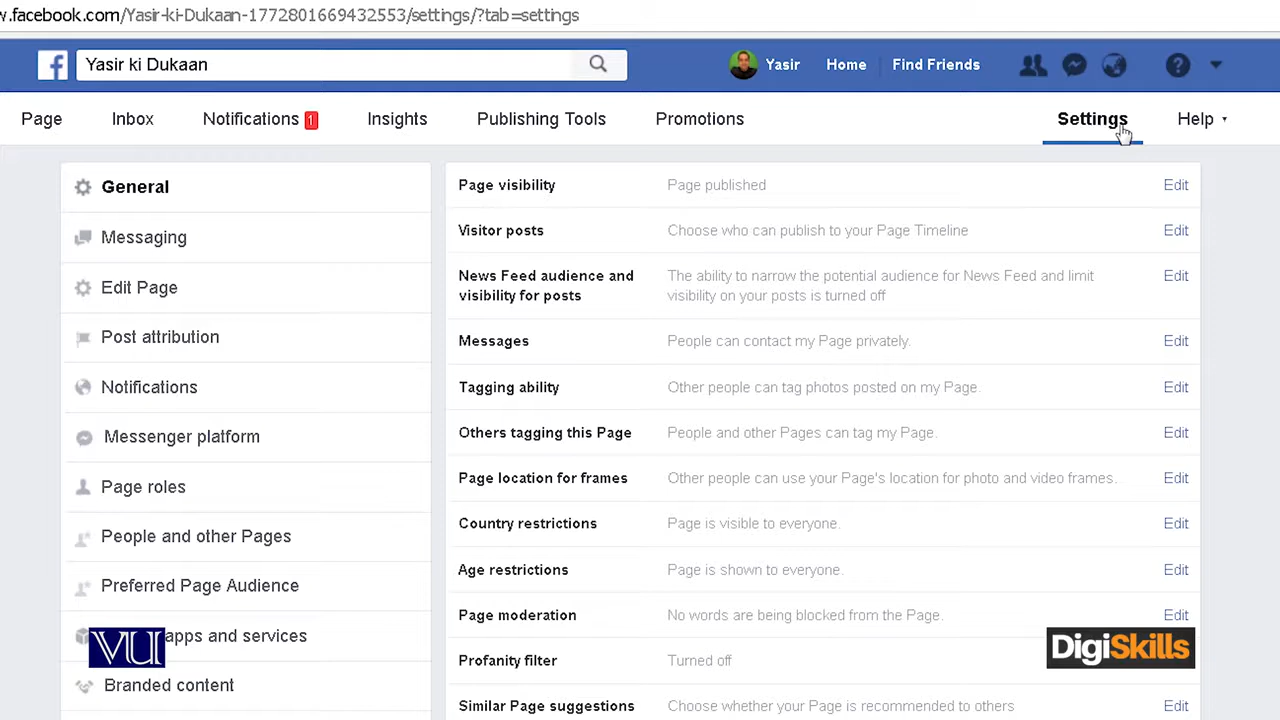 w.facebook.com/Yasir-ki-Dukaan-1772801669432553/settings/?tab=settings
Yasir ki Dukaan
Yasir
Home
Find Friends
Page
Inbox
Notifications 1
Insights
Publishing Tools
Promotions
Settings
Help
General
Messaging
Edit Page
Post attribution
Notifications
Messenger platform
Page roles
People and other Pages
Preferred Page Audience
apps and services
Branded content
Page visibility Page published Edit
Visitor posts Choose who can publish to your Page Timeline Edit
News Feed audience and
visibility for posts
The ability to narrow the potential audience for News Feed and limit
visibility on your posts is turned off
Edit
Messages People can contact my Page privately. Edit
Tagging ability Other people can tag photos posted on my Page. Edit
Others tagging this Page People and other Pages can tag my Page. Edit
Page location for frames Other people can use your Page's location for photo and video frames. Edit
Country restrictions Page is visible to everyone. Edit
Age restrictions Page is shown to everyone. Edit
Page moderation No words are being blocked from the Page. Edit
Profanity filter Turned off
Similar Page suggestions Choose whether your Page is recommended to others Edit
VU
DigiSkills